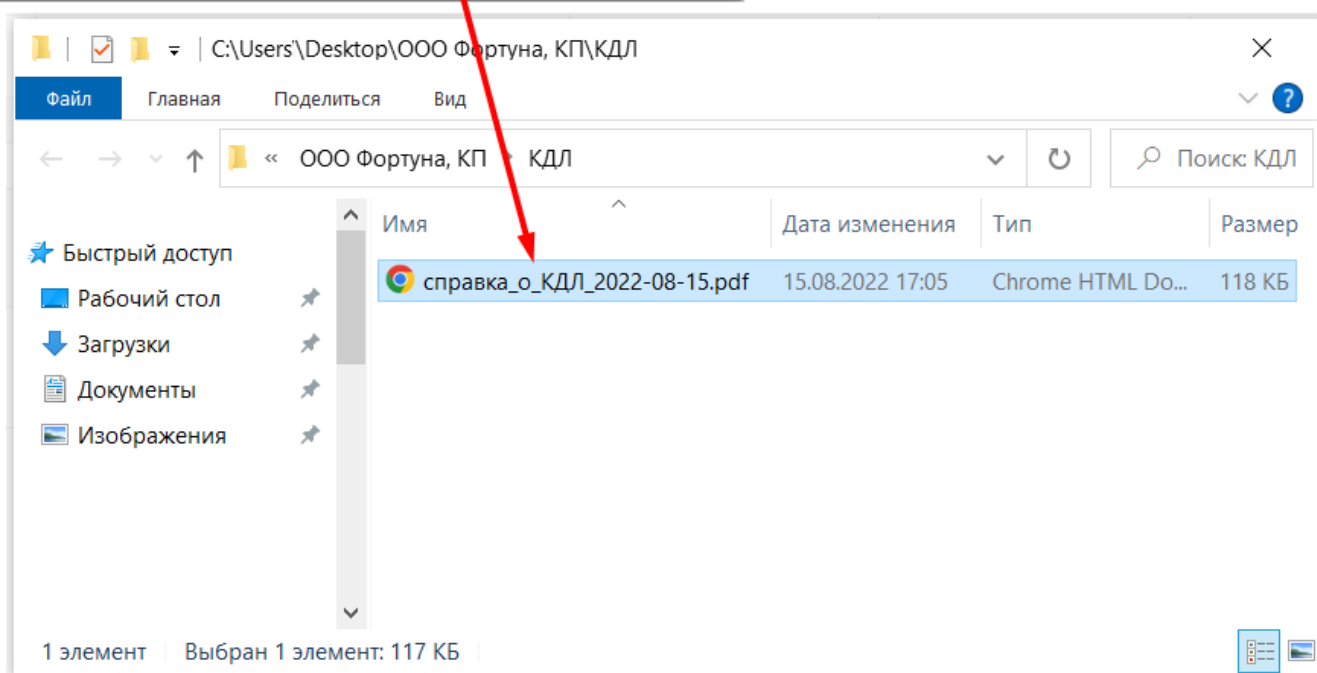 C:\Users'\Desktop\ООО Фортуна, КП\КДЛ
Файл Главная Поделиться Вид ?
« ООО Фортуна, КП КДЛ Поиск: КДЛ
Имя Дата изменения Тип Размер
Быстрый доступ
справка_о_КДЛ_2022-08-15.pdf 15.08.2022 17:05 Chrome HTML Do... 118 КБ
Рабочий стол
Загрузки
Документы
Изображения
1 элемент Выбран 1 элемент: 117 КБ